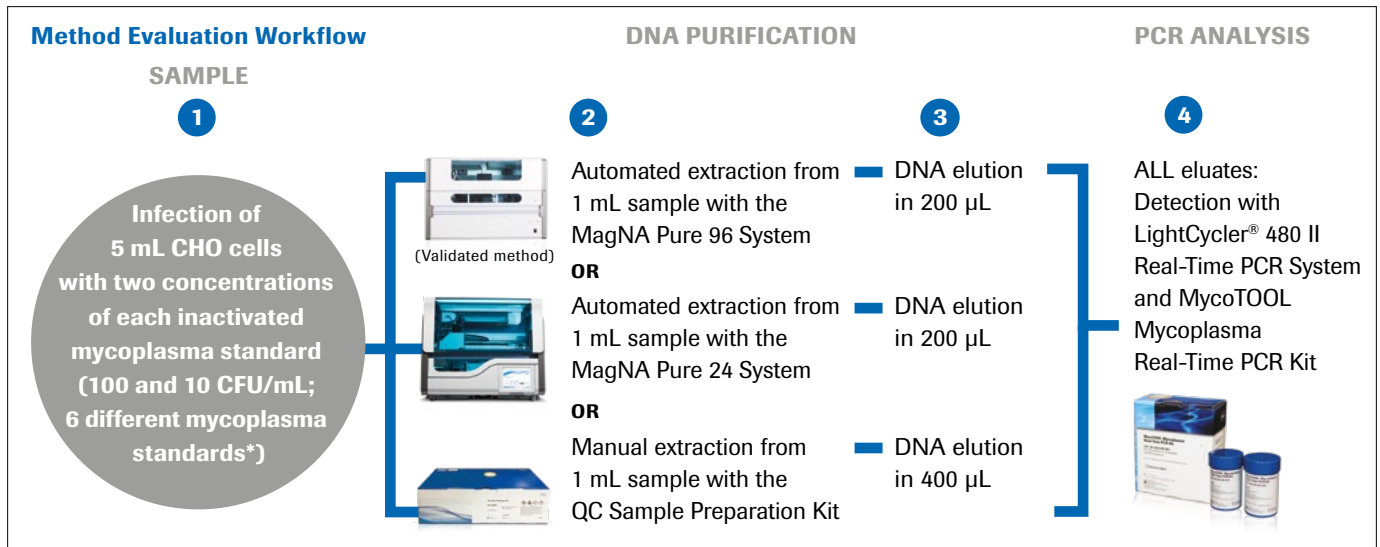 Method Evaluation Workflow
DNA PURIFICATION
PCR ANALYSIS
SAMPLE
1
2
3
4
Infection of
5 mL CHO cells
with two concentrations
of each inactivated
mycoplasma standard
(100 and 10 CFU/mL;
6 different mycoplasma
standards*)
(Validated method)
Automated extraction from
1 mL sample with the
MagNA Pure 96 System
DNA elution
in 200 µL
OR
Automated extraction from
1 mL sample with the
MagNA Pure 24 System
DNA elution
in 200 µL
OR
Manual extraction from
1 mL sample with the
QC Sample Preparation Kit
DNA elution
in 400 µL
ALL eluates:
Detection with
LightCycler® 480 II
Real-Time PCR System
and MycoTOOL
Mycoplasma
Real-Time PCR Kit